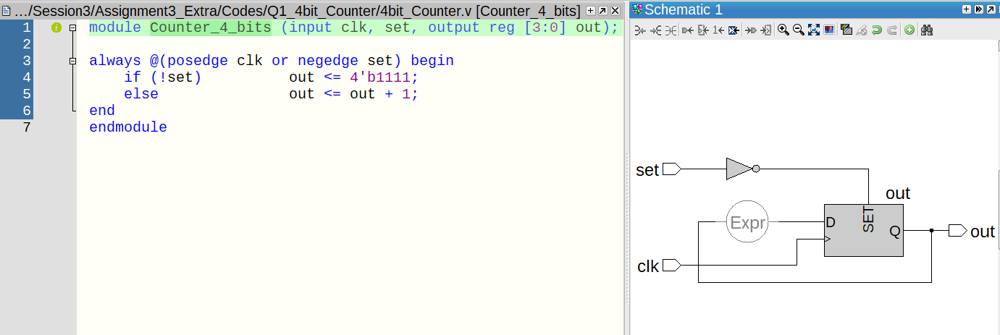 …/Session3/Assignment3_Extra/Codes/Q1_4bit_Counter/4bit_Counter.v [Counter_4_bits]
1 module Counter_4_bits (input clk, set, output reg [3:0] out);
2
3 always @(posedge clk or negedge set) begin
4 if (!set) out <= 4'b1111;
5 else out <= out + 1;
6 end
7 endmodule
Schematic 1
set
out
Expr
D
SET
Q
out
clk